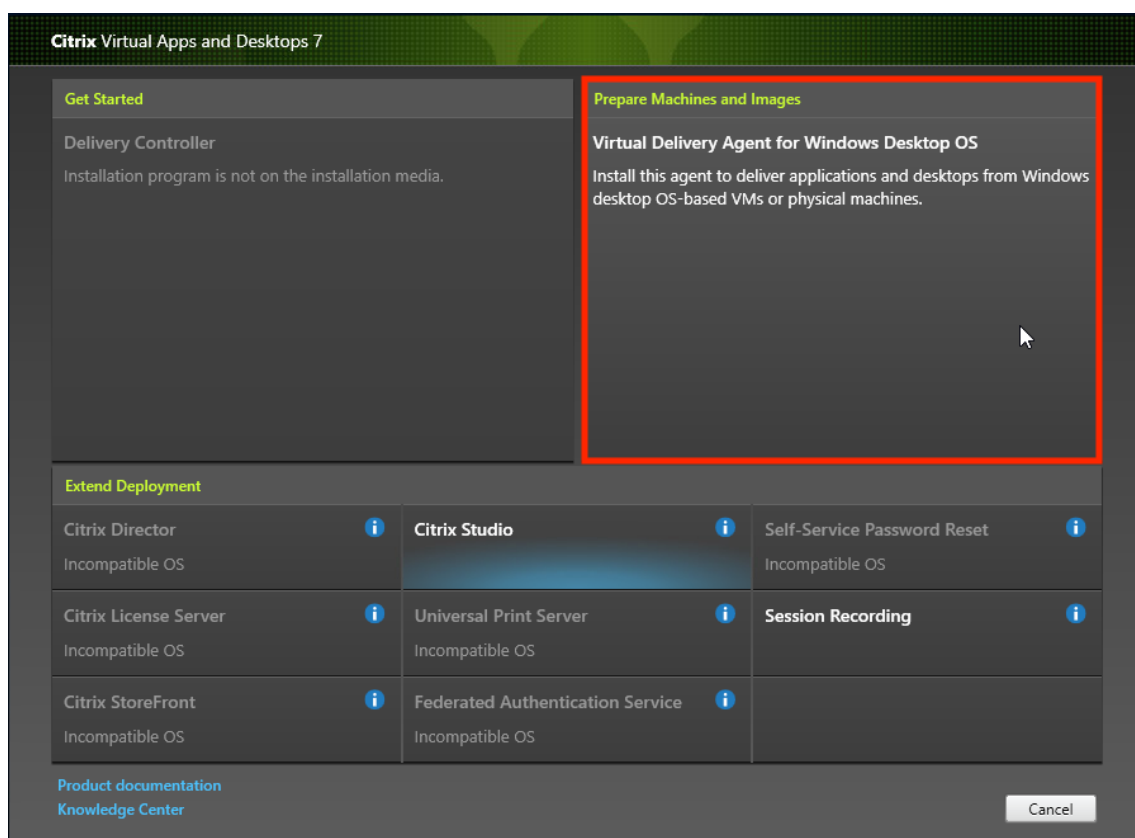 Citrix Virtual Apps and Desktops 7
Get Started
Delivery Controller
Installation program is not on the installation media.
Prepare Machines and Images
Virtual Delivery Agent for Windows Desktop OS
Install this agent to deliver applications and desktops from Windows
desktop OS-based VMs or physical machines.
Extend Deployment
Citrix Director
Incompatible OS
Citrix Studio
Self-Service Password Reset
Incompatible OS
Citrix License Server
Incompatible OS
Universal Print Server
Incompatible OS
Session Recording
Citrix StoreFront
Incompatible OS
Federated Authentication Service
Incompatible OS
Product documentation
Knowledge Center
Cancel